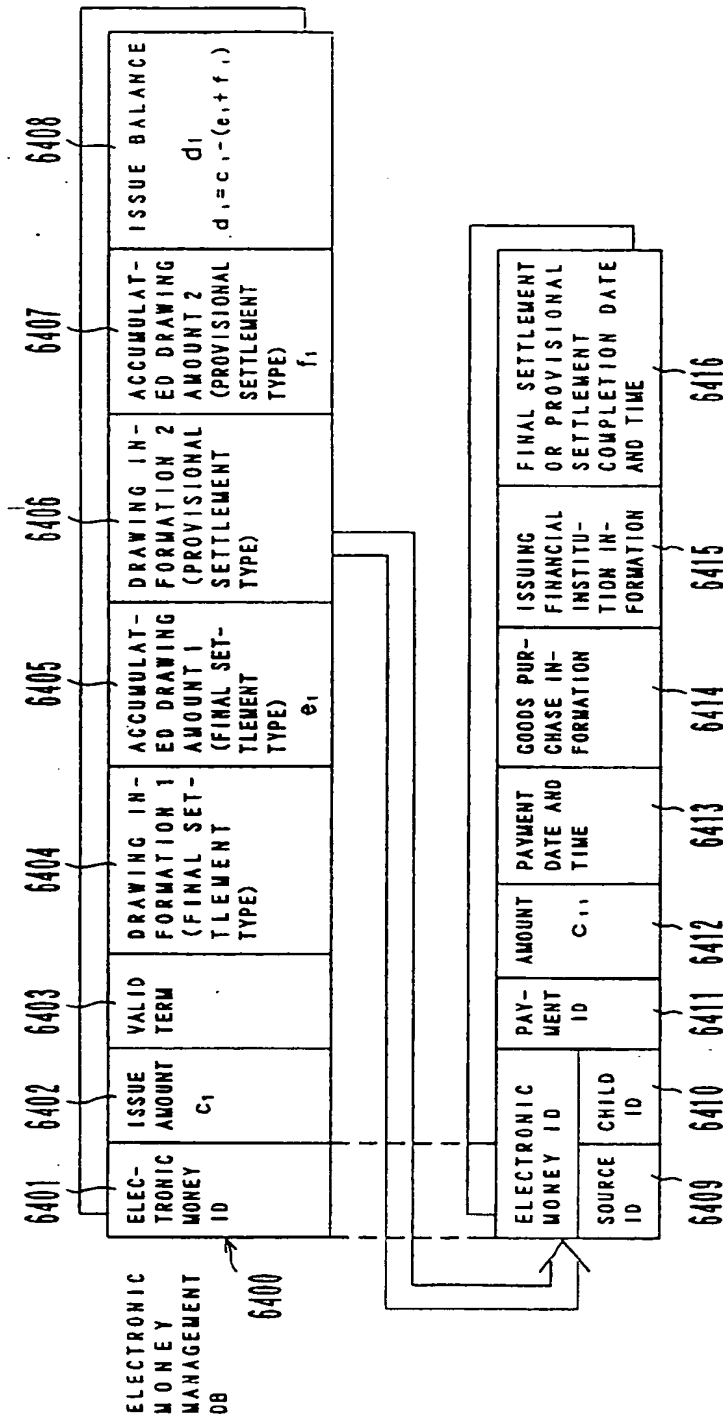 ELECTRONIC
MONEY
MANAGEMENT
DB
6400
6401
6402
6403
6404
6405
6406
6407
6408
ELEC-
TRONIC
MONEY
ID
ISSUE
AMOUNT
C₁
VALID
TERM
DRAWING IN-
FORMATION 1
(FINAL SET-
TLEMENT
TYPE)
ACCUMULAT-
ED DRAWING
AMOUNT 1
(FINAL SET-
TLEMENT
TYPE)
e₁
DRAWING IN-
FORMATION 2
(PROVISIONAL
SETTLEMENT
TYPE)
ACCUMULAT-
ED DRAWING
AMOUNT 2
(PROVISIONAL
SETTLEMENT
TYPE)
f₁
ISSUE BALANCE
d₁
d₁=c₁-(e₁+f₁)
ELECTRONIC
MONEY ID
SOURCE
ID
CHILD
ID
PAY-
MENT
ID
AMOUNT
C₁₁
PAYMENT
DATE AND
TIME
GOODS PUR-
CHASE IN-
FORMATION
ISSUING
FINANCIAL
INSTITU-
TION IN-
FORMATION
FINAL SETTLEMENT
OR PROVISIONAL
SETTLEMENT
COMPLETION DATE
AND TIME
6409
6410
6411
6412
6413
6414
6415
6416